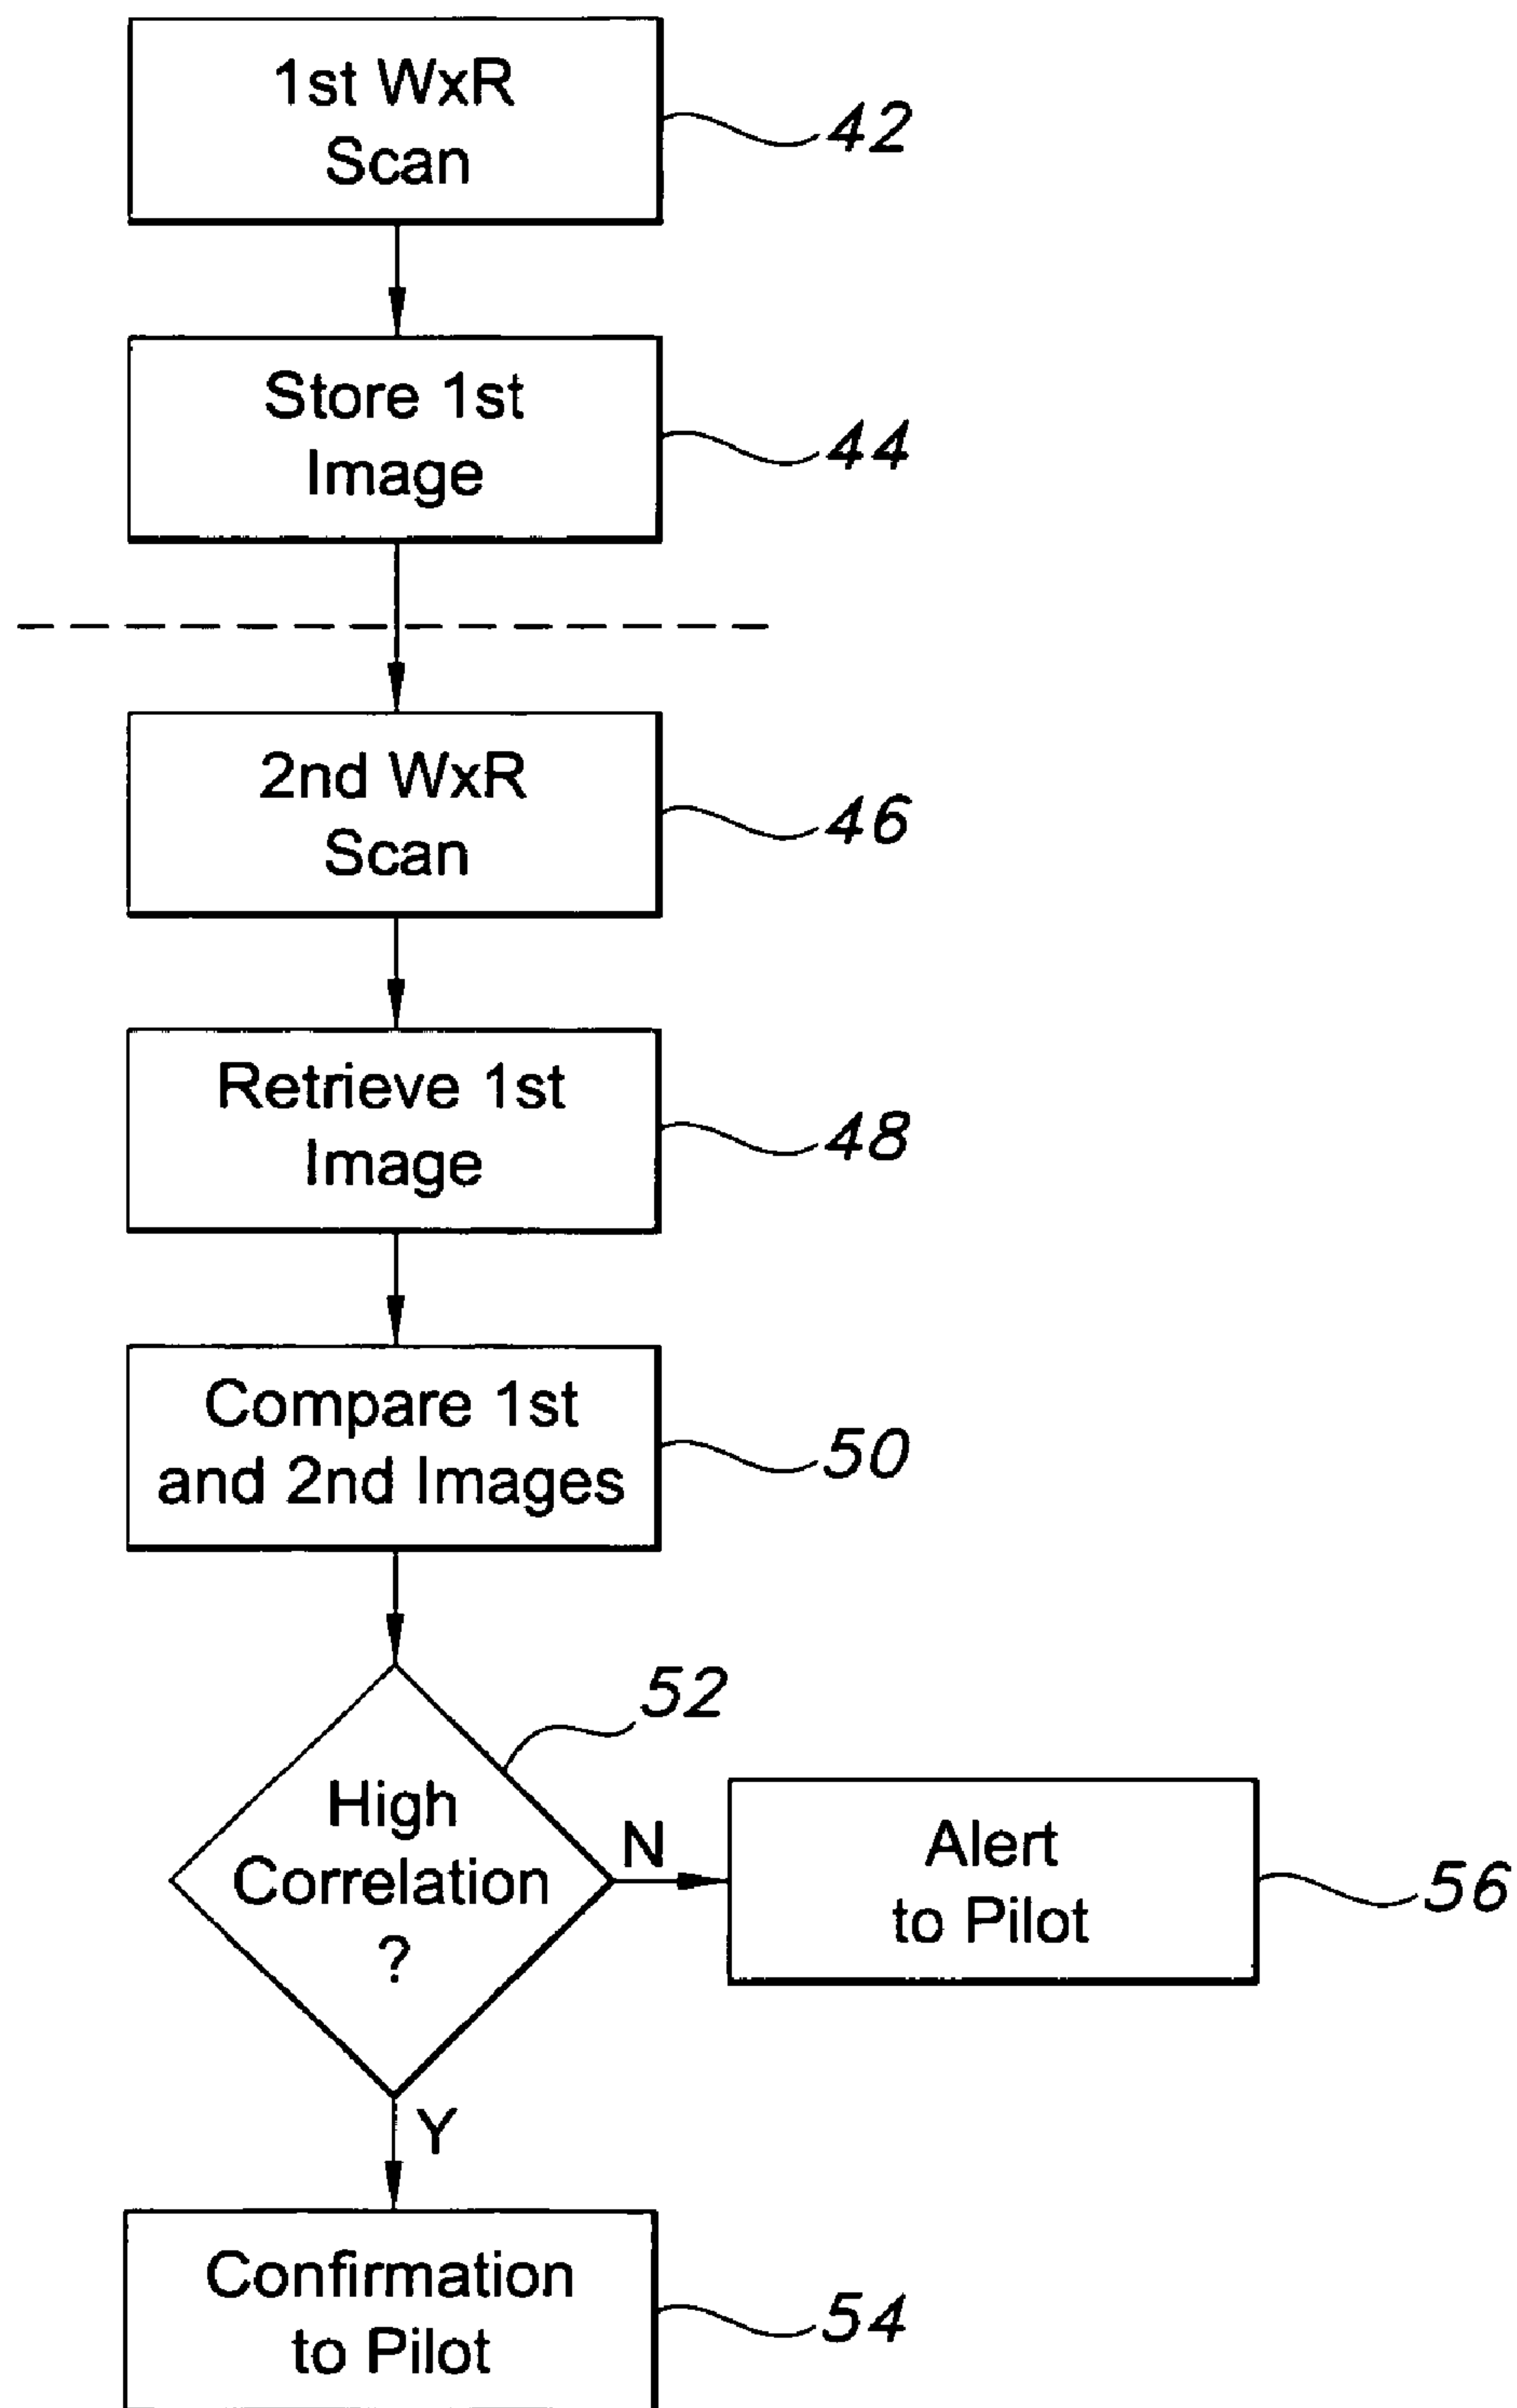 1st WxR
Scan
42
Store 1st
Image
44
2nd WxR
Scan
46
Retrieve 1st
Image
48
Compare 1st
and 2nd Images
50
52
High
Correlation
?
N
Alert
to Pilot
56
Y
Confirmation
to Pilot
54